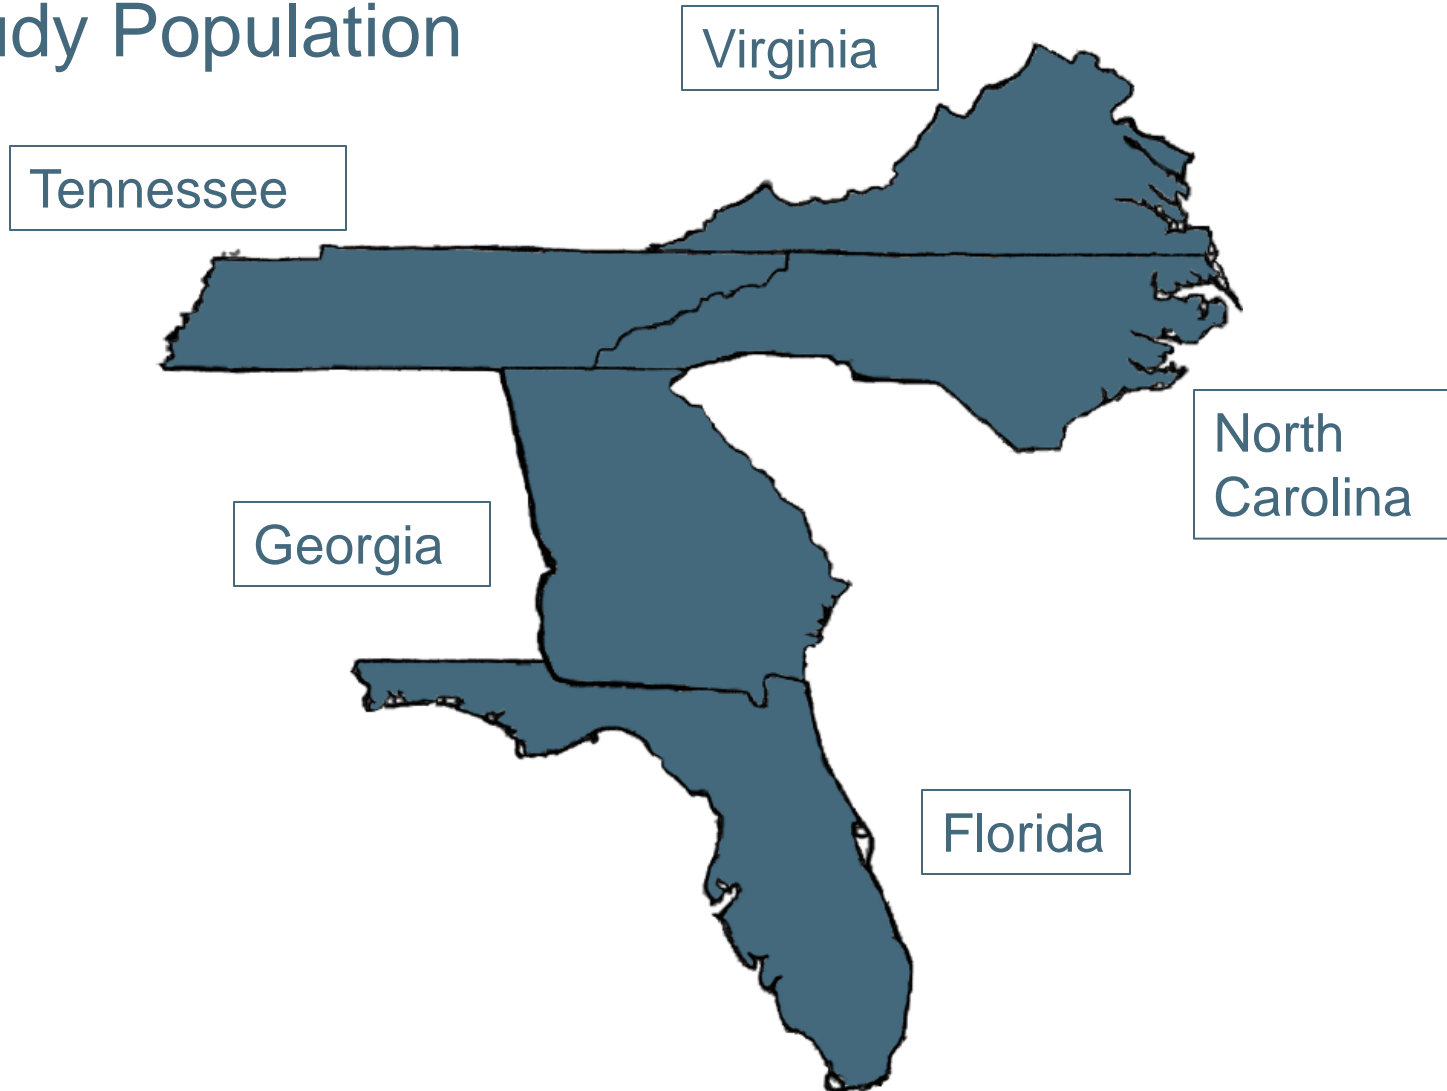 udy Population
Virginia
Tennessee
North
Carolina
Georgia
Florida